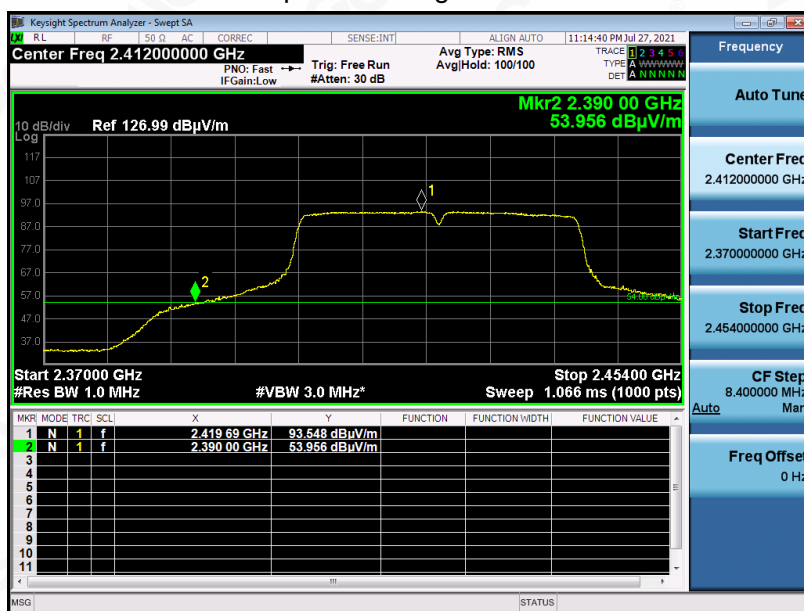 Keysight Spectrum Analyzer - Swept SA
LXI RL RF 50 Ω AC CORREC SENSE:INT ALIGN AUTO 11:14:40 PM Jul 27, 2021
Center Freq 2.412000000 GHz
PNO: Fast
IFGain:Low
Trig: Free Run
#Atten: 30 dB
Avg Type: RMS
Avg|Hold: 100/100
TRACE 1 2 3 4 5 6
TYPE A WWWWW
DET A N N N N N
Mkr2 2.390 00 GHz
53.956 dBµV/m
10 dB/div Ref 126.99 dBµV/m
Log
117
107
97.0
87.0
77.0
67.0
57.0
47.0
37.0
1
2
Start 2.37000 GHz
Stop 2.45400 GHz
#Res BW 1.0 MHz #VBW 3.0 MHz* Sweep 1.066 ms (1000 pts)
MKR MODE TRC SCL X Y FUNCTION FUNCTION WIDTH FUNCTION VALUE
1 N 1 f 2.419 69 GHz 93.548 dBµV/m
2 N 1 f 2.390 00 GHz 53.956 dBµV/m
3
4
5
6
7
8
9
10
11
MSG STATUS
Frequency
Auto Tune
Center Freq
2.412000000 GHz
Start Freq
2.370000000 GHz
Stop Freq
2.454000000 GHz
CF Step
8.400000 MHz
Auto Man
Freq Offset
0 Hz